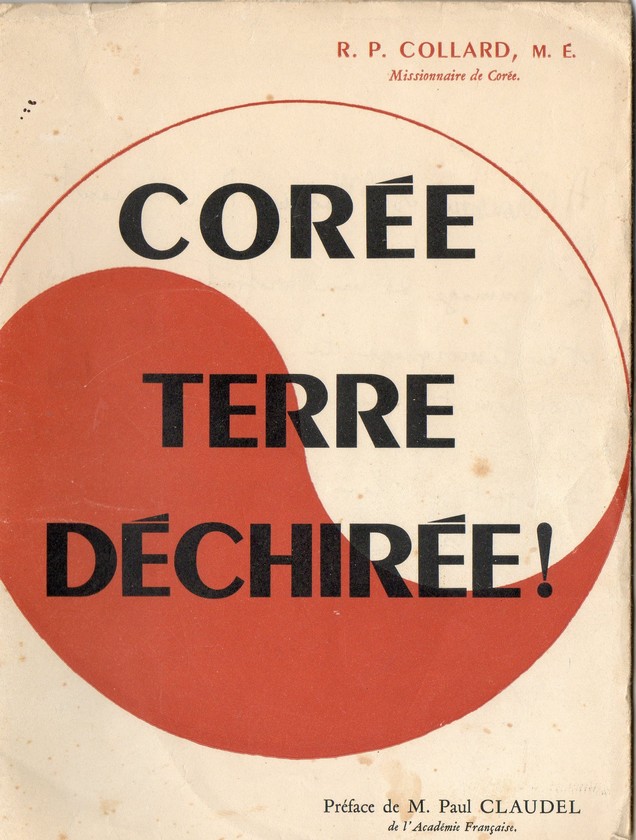 R. P. COLLARD, M. É.
Missionnaire de Corée.
CORÉE
TERRE
DÉCHIRÉE!
Préface de M. Paul CLAUDEL
de l'Académie Française.